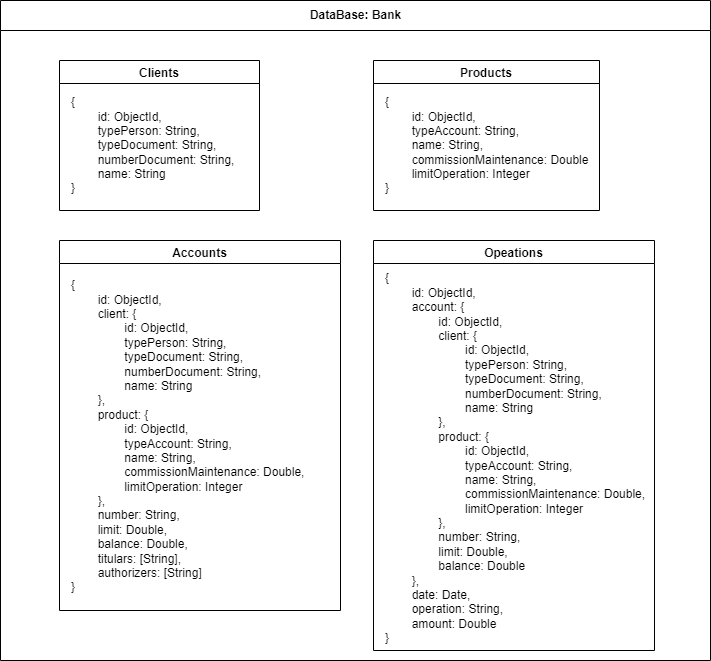 DataBase: Bank
Clients
{
id: ObjectId,
typePerson: String,
typeDocument: String,
numberDocument: String,
name: String
}
Products
{
id: ObjectId,
typeAccount: String,
name: String,
commissionMaintenance: Double
limitOperation: Integer
}
Accounts
{
id: ObjectId,
client: {
id: ObjectId,
typePerson: String,
typeDocument: String,
numberDocument: String,
name: String
},
product: {
id: ObjectId,
typeAccount: String,
name: String,
commissionMaintenance: Double,
limitOperation: Integer
},
number: String,
limit: Double,
balance: Double,
titulars: [String],
authorizers: [String]
}
Opeations
{
id: ObjectId,
account: {
id: ObjectId,
client: {
id: ObjectId,
typePerson: String,
typeDocument: String,
numberDocument: String,
name: String
},
product: {
id: ObjectId,
typeAccount: String,
name: String,
commissionMaintenance: Double,
limitOperation: Integer
},
number: String,
limit: Double,
balance: Double
},
date: Date,
operation: String,
amount: Double
}